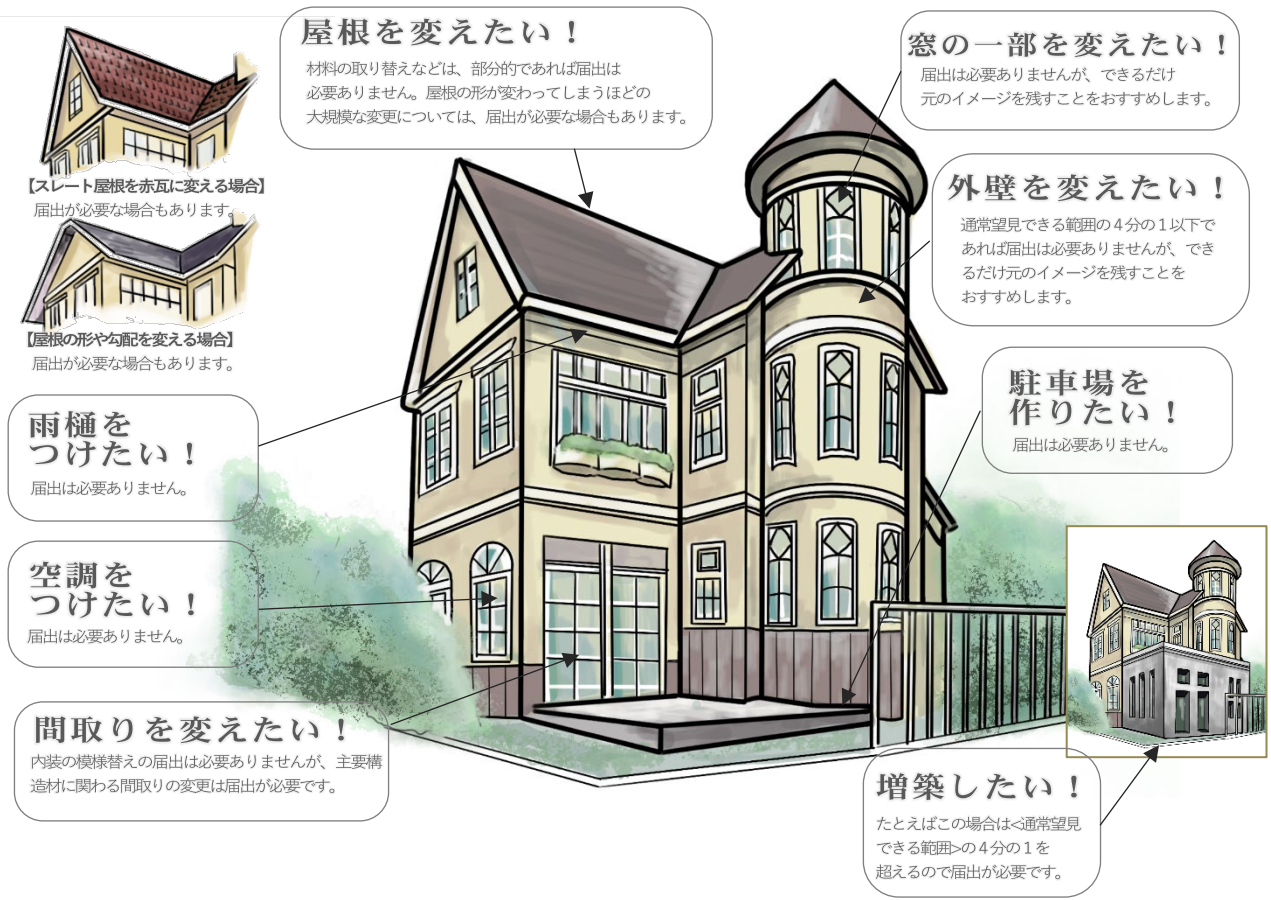 屋根を変えたい！
材料の取り替えなどは、部分的であれば届出は
必要ありません。屋根の形が変わってしまうほどの
大規模な変更については、届出が必要な場合もあります。
窓の一部を変えたい！
届出は必要ありませんが、できるだけ
元のイメージを残すことをおすすめします。
【スレート屋根を赤瓦に変える場合】
届出が必要な場合もあります。
【屋根の形や勾配を変える場合】
届出が必要な場合もあります。
外壁を変えたい！
通常望見できる範囲の４分の１以下で
あれば届出は必要ありませんが、でき
るだけ元のイメージを残すことを
おすすめします。
雨樋を
つけたい！
届出は必要ありません。
駐車場を
作りたい！
届出は必要ありません。
空調を
つけたい！
届出は必要ありません。
間取りを変えたい！
内装の模様替えの届出は必要ありませんが、主要構
造材に関わる間取りの変更は届出が必要です。
増築したい！
たとえばこの場合は<通常望見
できる範囲>の４分の１を
超えるので届出が必要です。